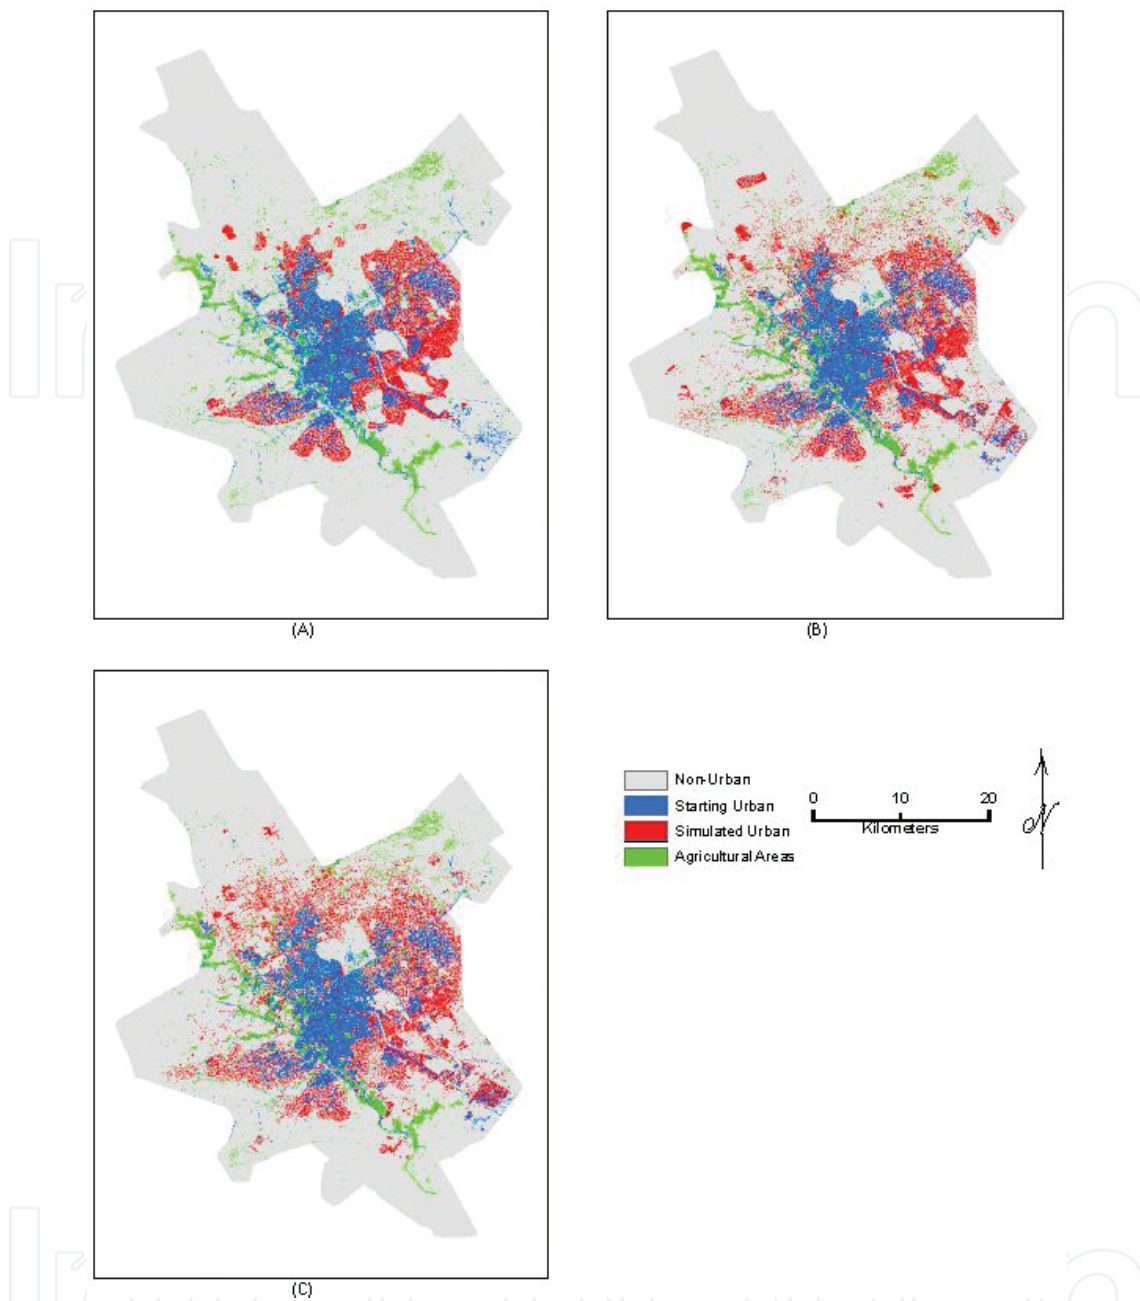 (A)
(B)
Non-Urban
Starting Urban
Simulated Urban
Agricultural Areas
0 10 20
Kilometers
N
(C)